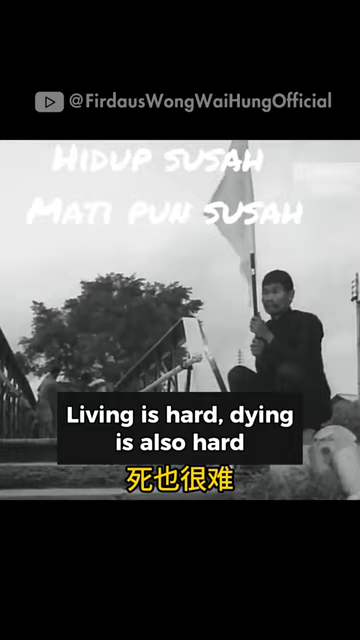 @FirdausWongWaiHungOfficial
HIDUP SUSAH
MATI PUN SUSAH
Living is hard, dying
is also hard
死也很难